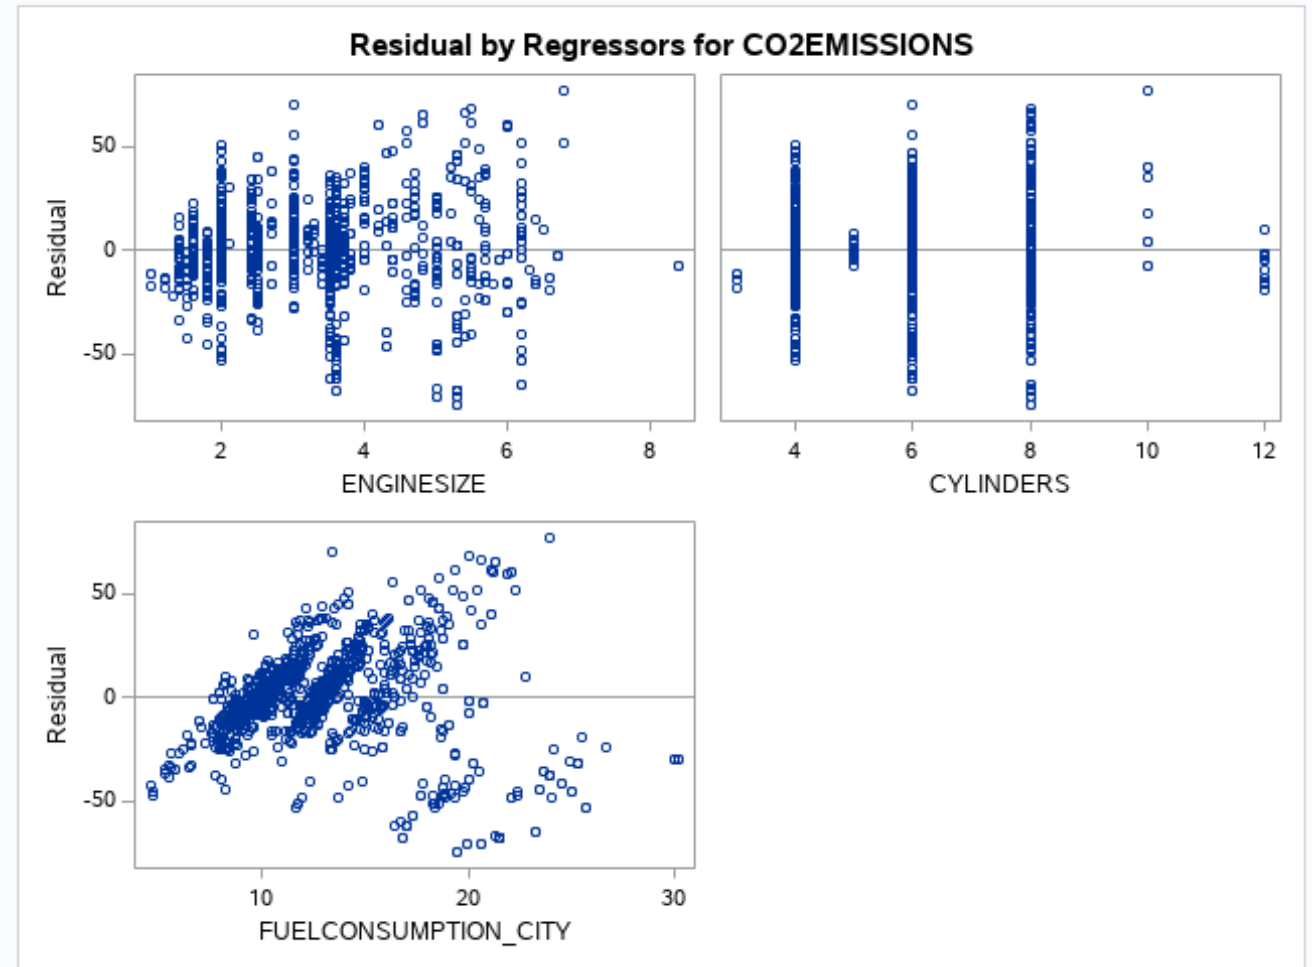 Residual by Regressors for CO2EMISSIONS
Residual
50
0
-50
2 4 6 8
ENGINESIZE
4 6 8 10 12
CYLINDERS
Residual
50
0
-50
10 20 30
FUELCONSUMPTION_CITY